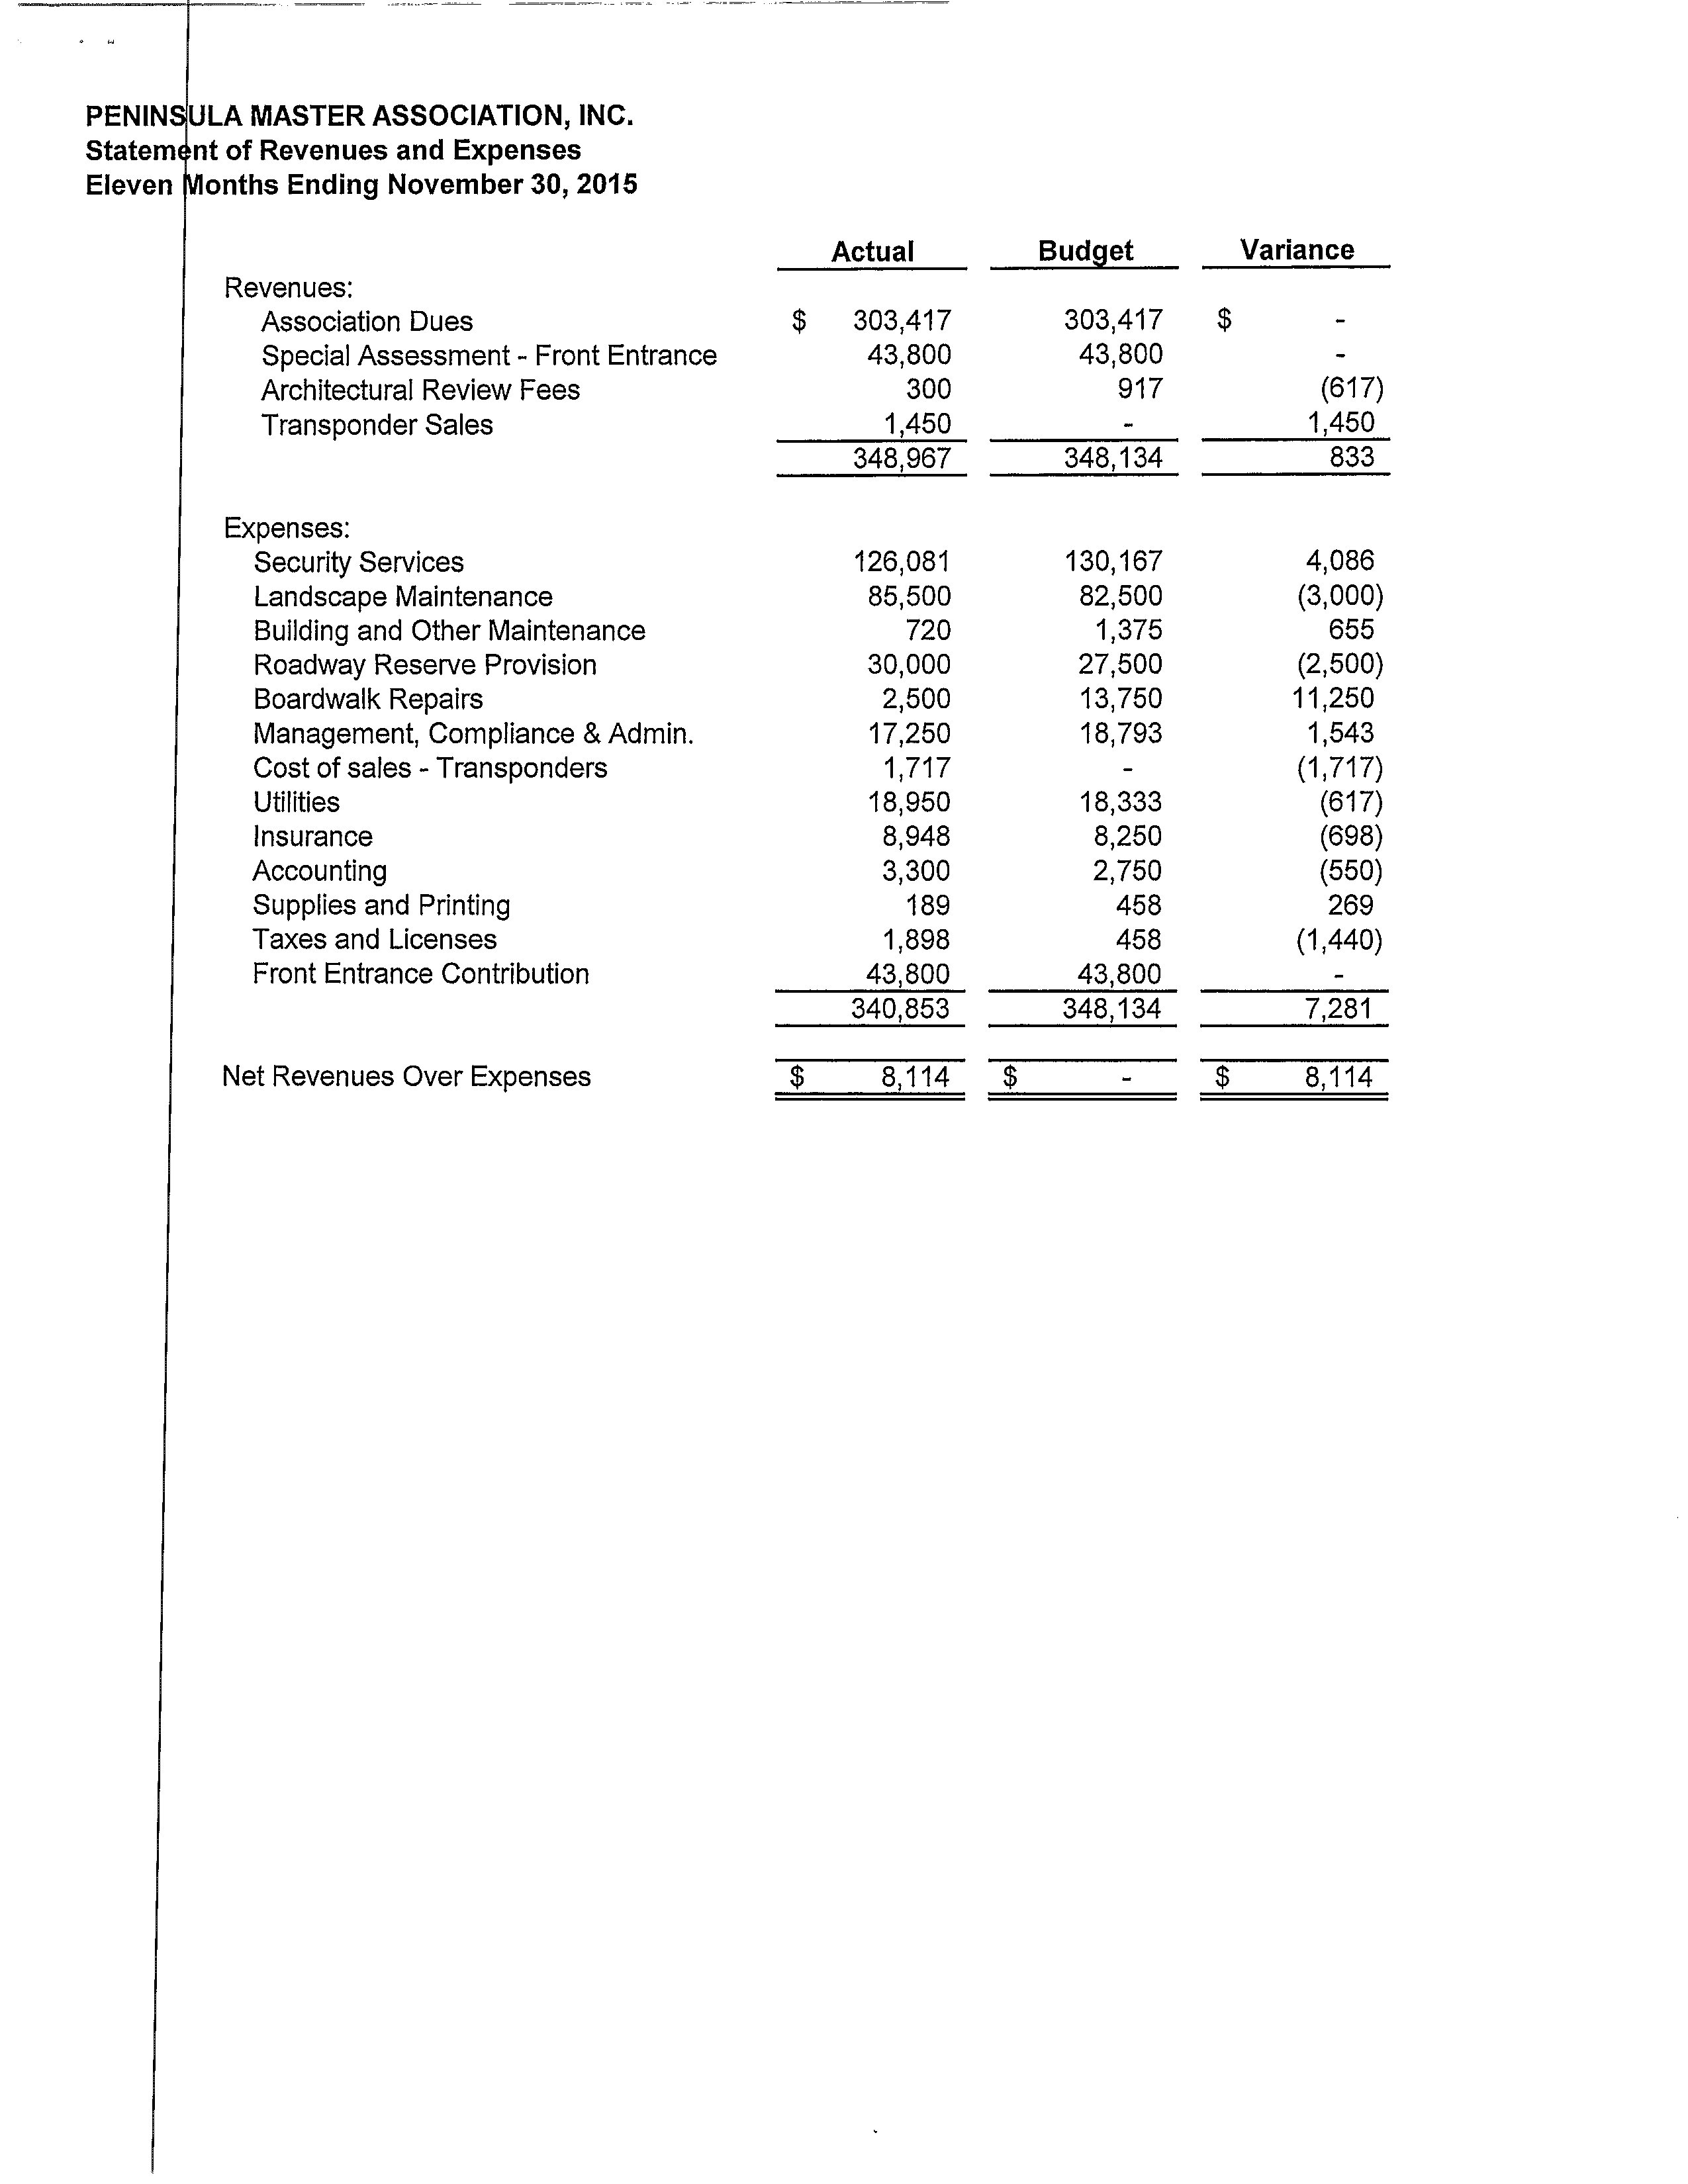 PENINSULA MASTER ASSOCIATION, INC.
Statement of Revenues and Expenses
Eleven Months Ending November 30, 2015
Actual Budget Variance
Revenues:
Association Dues $ 303,417 303,417 $ -
Special Assessment - Front Entrance 43,800 43,800 -
Architectural Review Fees 300 917 (617)
Transponder Sales 1,450 - 1,450
348,967 348,134 833
Expenses:
Security Services 126,081 130,167 4,086
Landscape Maintenance 85,500 82,500 (3,000)
Building and Other Maintenance 720 1,375 655
Roadway Reserve Provision 30,000 27,500 (2,500)
Boardwalk Repairs 2,500 13,750 11,250
Management, Compliance & Admin. 17,250 18,793 1,543
Cost of sales - Transponders 1,717 - (1,717)
Utilities 18,950 18,333 (617)
Insurance 8,948 8,250 (698)
Accounting 3,300 2,750 (550)
Supplies and Printing 189 458 269
Taxes and Licenses 1,898 458 (1,440)
Front Entrance Contribution 43,800 43,800 -
340,853 348,134 7,281
Net Revenues Over Expenses $ 8,114 $ - $ 8,114